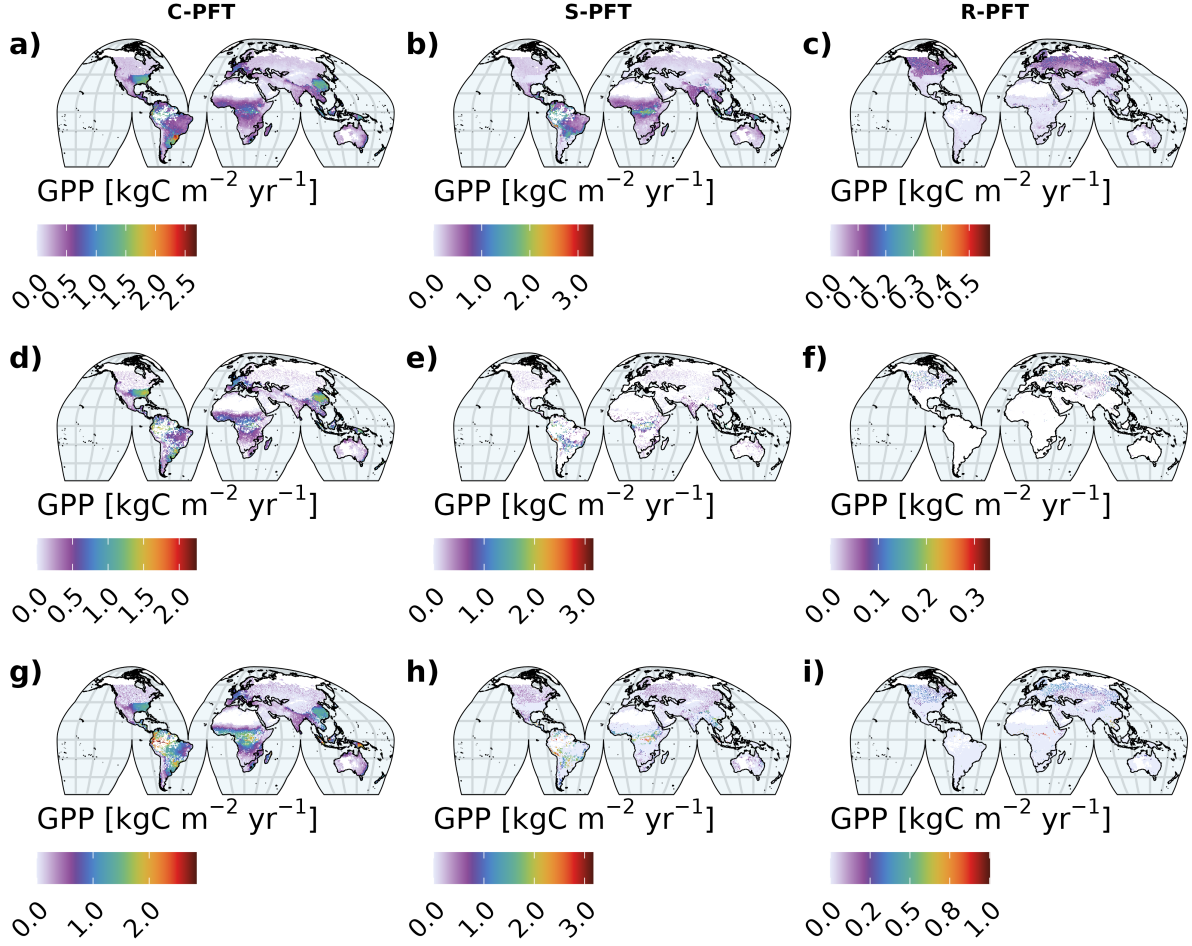 C-PFT S-PFT R-PFT
a) b) c)
GPP [kgC m−2 yr−1] GPP [kgC m−2 yr−1] GPP [kgC m−2 yr−1]
0.0 0.5 1.0 1.5 2.0 2.5 0.0 1.0 2.0 3.0 0.0 0.1 0.2 0.3 0.4 0.5
d) e) f)
GPP [kgC m−2 yr−1] GPP [kgC m−2 yr−1] GPP [kgC m−2 yr−1]
0.0 0.5 1.0 1.5 2.0 0.0 1.0 2.0 3.0 0.0 0.1 0.2 0.3
g) h) i)
GPP [kgC m−2 yr−1] GPP [kgC m−2 yr−1] GPP [kgC m−2 yr−1]
0.0 1.0 2.0 0.0 1.0 2.0 3.0 0.0 0.2 0.5 0.8 1.0